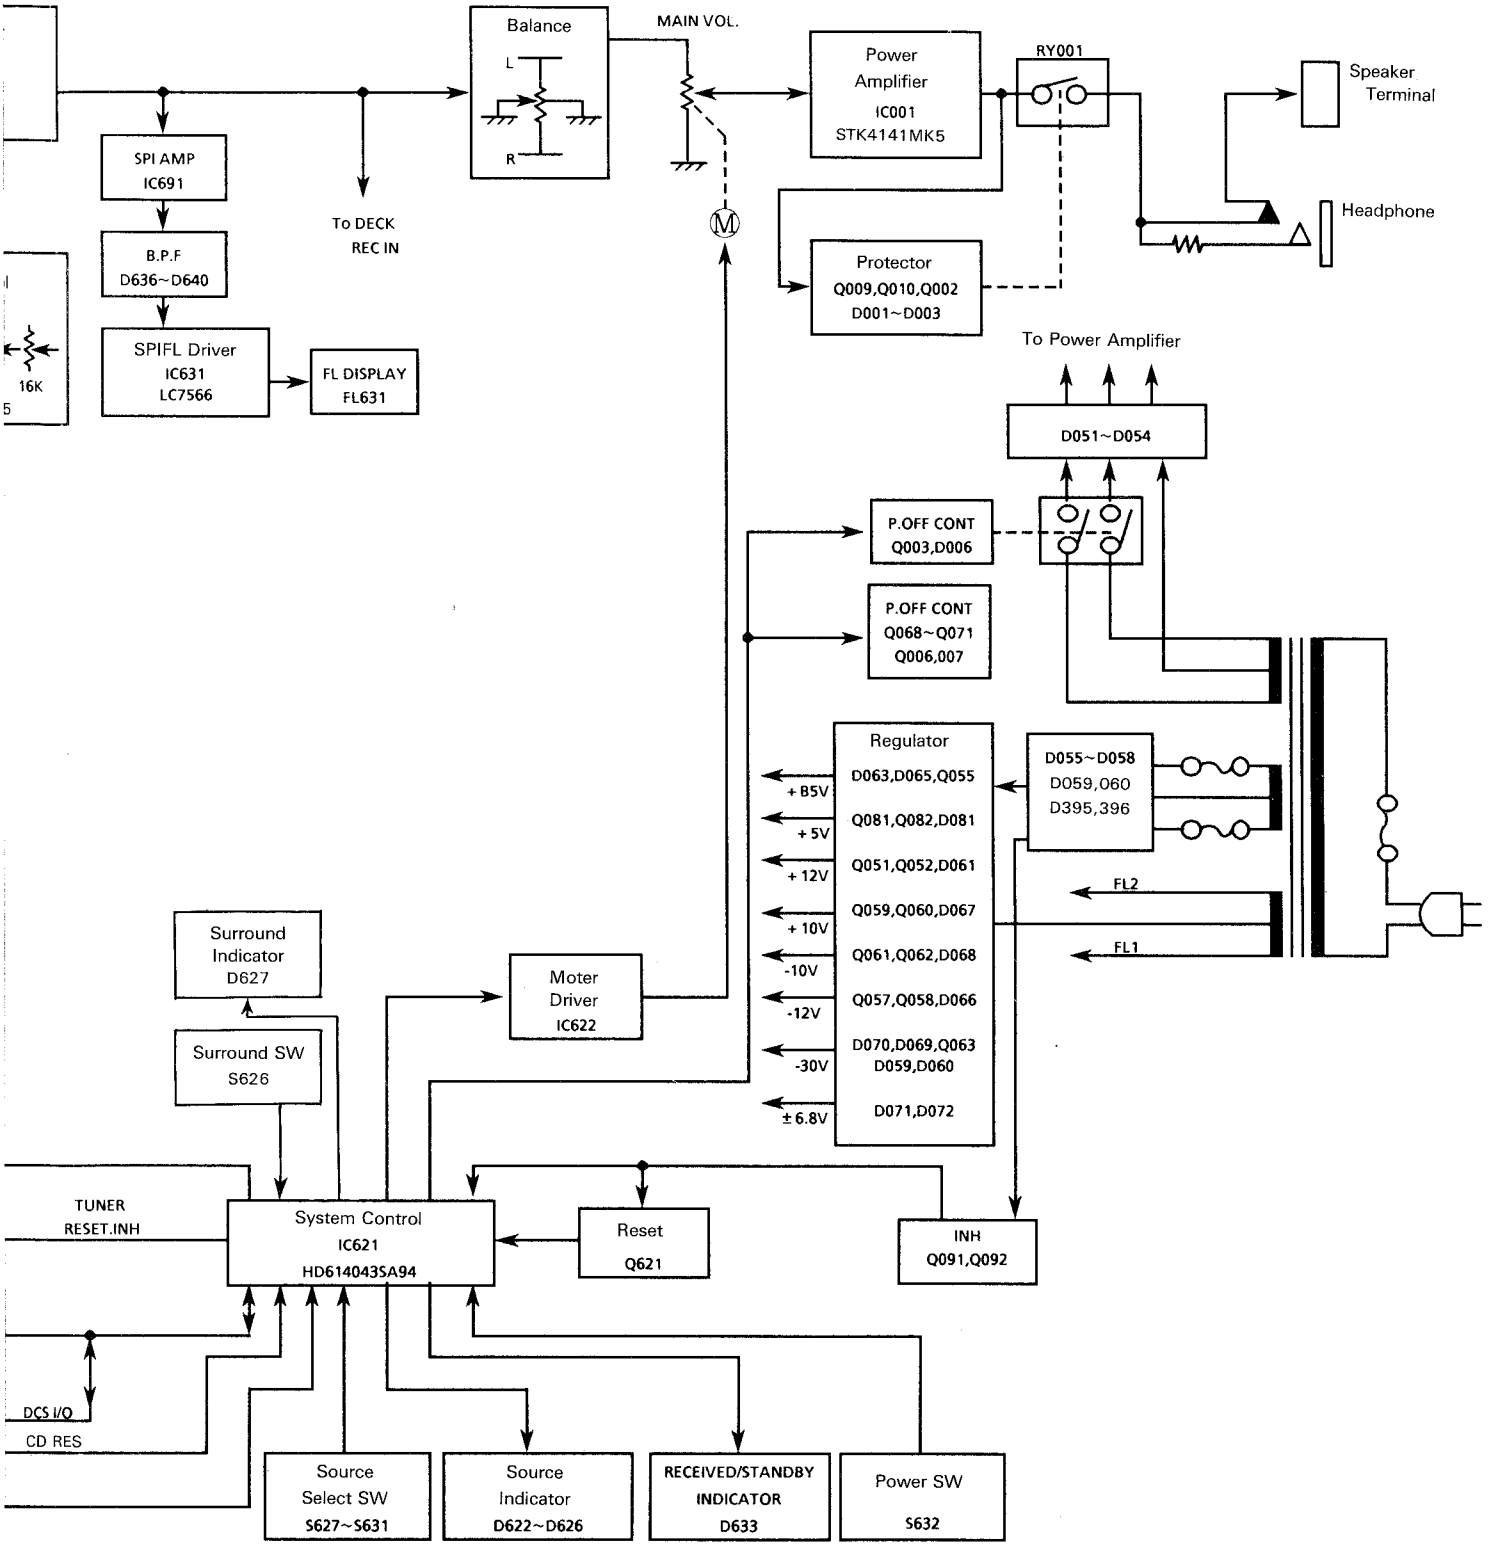 Balance
L
R
MAIN VOL.
Power
Amplifier
IC001
STK4141MK5
RY001
Speaker
Terminal
Headphone
SPI AMP
IC691
To DECK
REC IN
M
B.P.F
D636~D640
Protector
Q009,Q010,Q002
D001~D003
SPIFL Driver
IC631
LC7566
FL DISPLAY
FL631
16K
5
To Power Amplifier
D051~D054
P.OFF CONT
Q003,D006
P.OFF CONT
Q068~Q071
Q006,007
Regulator
D063,D065,Q055
+85V
Q081,Q082,D081
+5V
Q051,Q052,D061
+12V
Q059,Q060,D067
+10V
Q061,Q062,D068
-10V
Q057,Q058,D066
-12V
D070,D069,Q063
D059,D060
-30V
D071,D072
±6.8V
D055~D058
D059,060
D395,396
FL2
FL1
Surround
Indicator
D627
Surround SW
S626
Moter
Driver
IC622
TUNER
RESET.INH
System Control
IC621
HD614043SA94
Reset
Q621
INH
Q091,Q092
DCS I/O
CD RES
Source
Select SW
S627~S631
Source
Indicator
D622~D626
RECEIVED/STANDBY
INDICATOR
D633
Power SW
S632